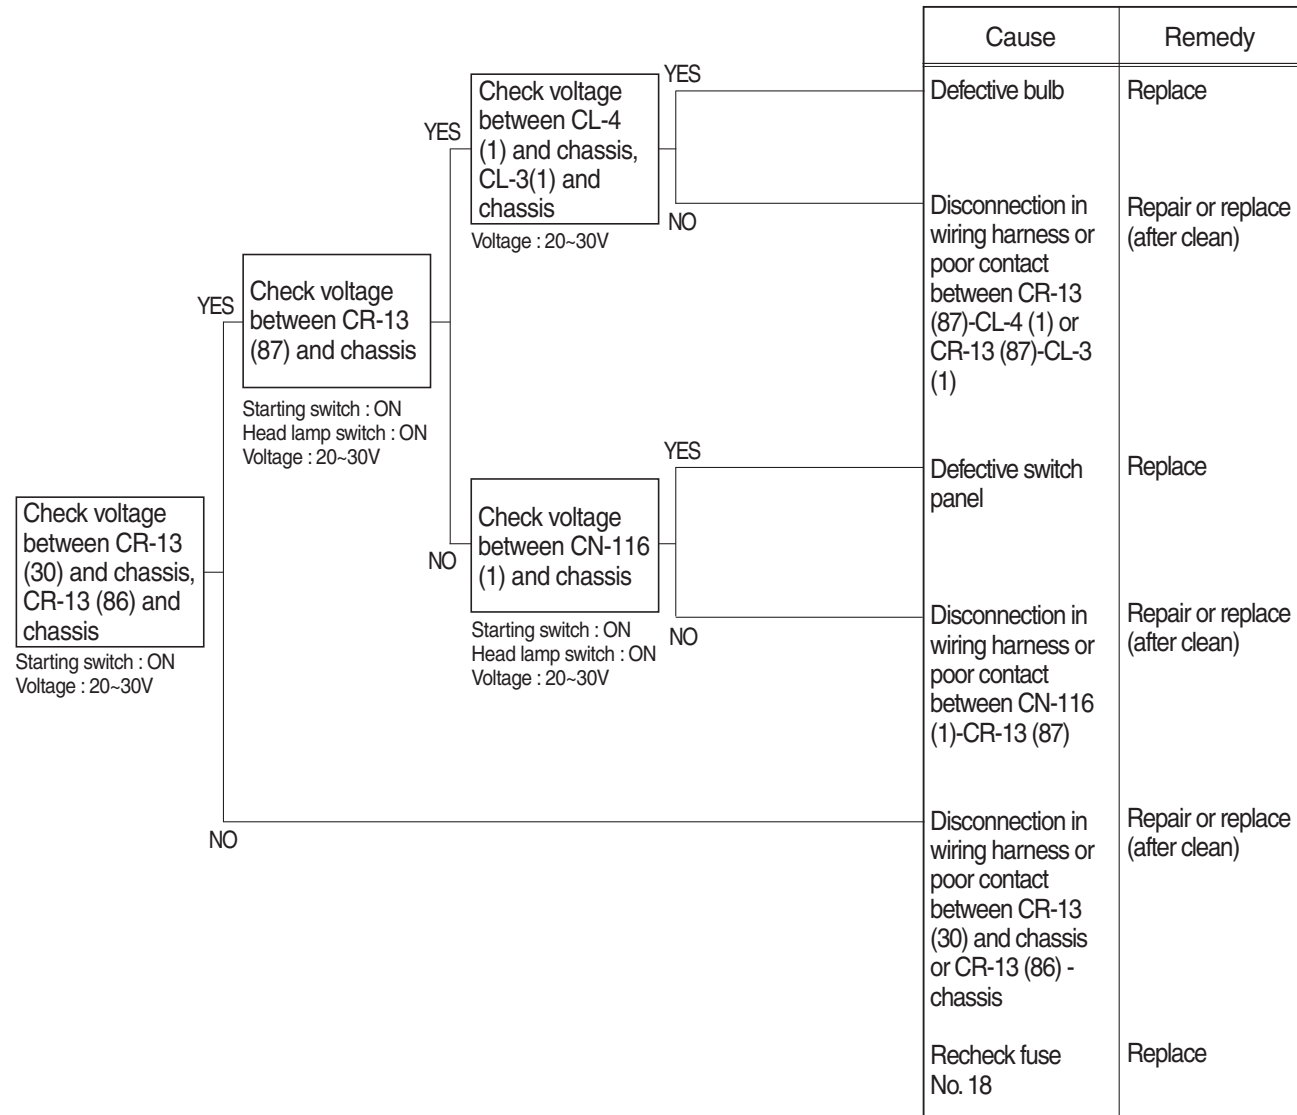 Cause
Remedy
YES
Check voltage
between CL-4
(1) and chassis,
CL-3(1) and
chassis
Voltage : 20~30V
YES
NO
Defective bulb
Replace
Disconnection in
wiring harness or
poor contact
between CR-13
(87)-CL-4 (1) or
CR-13 (87)-CL-3
(1)
Repair or replace
(after clean)
YES
Check voltage
between CR-13
(87) and chassis
Starting switch : ON
Head lamp switch : ON
Voltage : 20~30V
NO
Check voltage
between CN-116
(1) and chassis
Starting switch : ON
Head lamp switch : ON
Voltage : 20~30V
YES
NO
Defective switch
panel
Replace
Disconnection in
wiring harness or
poor contact
between CN-116
(1)-CR-13 (87)
Repair or replace
(after clean)
Check voltage
between CR-13
(30) and chassis,
CR-13 (86) and
chassis
Starting switch : ON
Voltage : 20~30V
NO
Disconnection in
wiring harness or
poor contact
between CR-13
(30) and chassis
or CR-13 (86) -
chassis
Repair or replace
(after clean)
Recheck fuse
No. 18
Replace